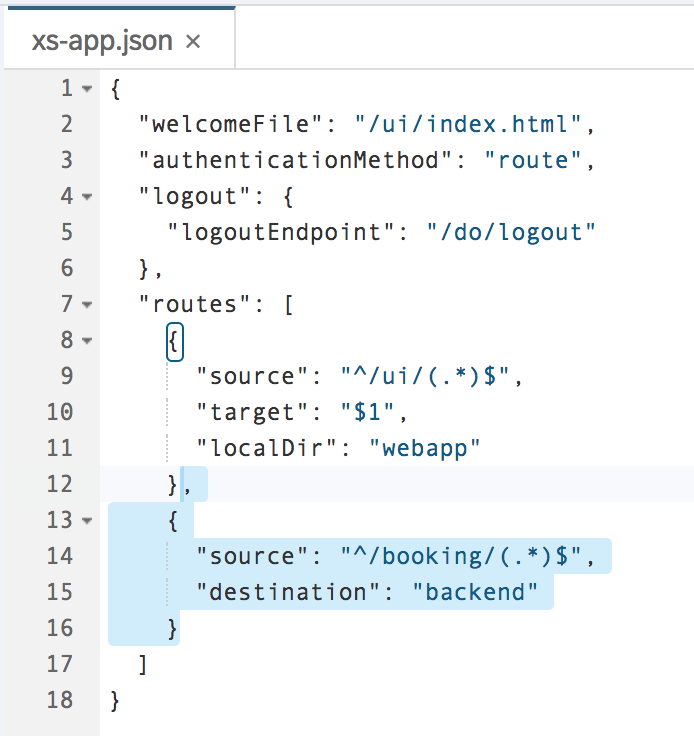 xs-app.json ×
1 {
2 "welcomeFile": "/ui/index.html",
3 "authenticationMethod": "route",
4 "logout": {
5 "logoutEndpoint": "/do/logout"
6 },
7 "routes": [
8 {
9 "source": "^/ui/(.*)$",
10 "target": "$1",
11 "localDir": "webapp"
12 },
13 {
14 "source": "^/booking/(.*)$",
15 "destination": "backend"
16 }
17 ]
18 }